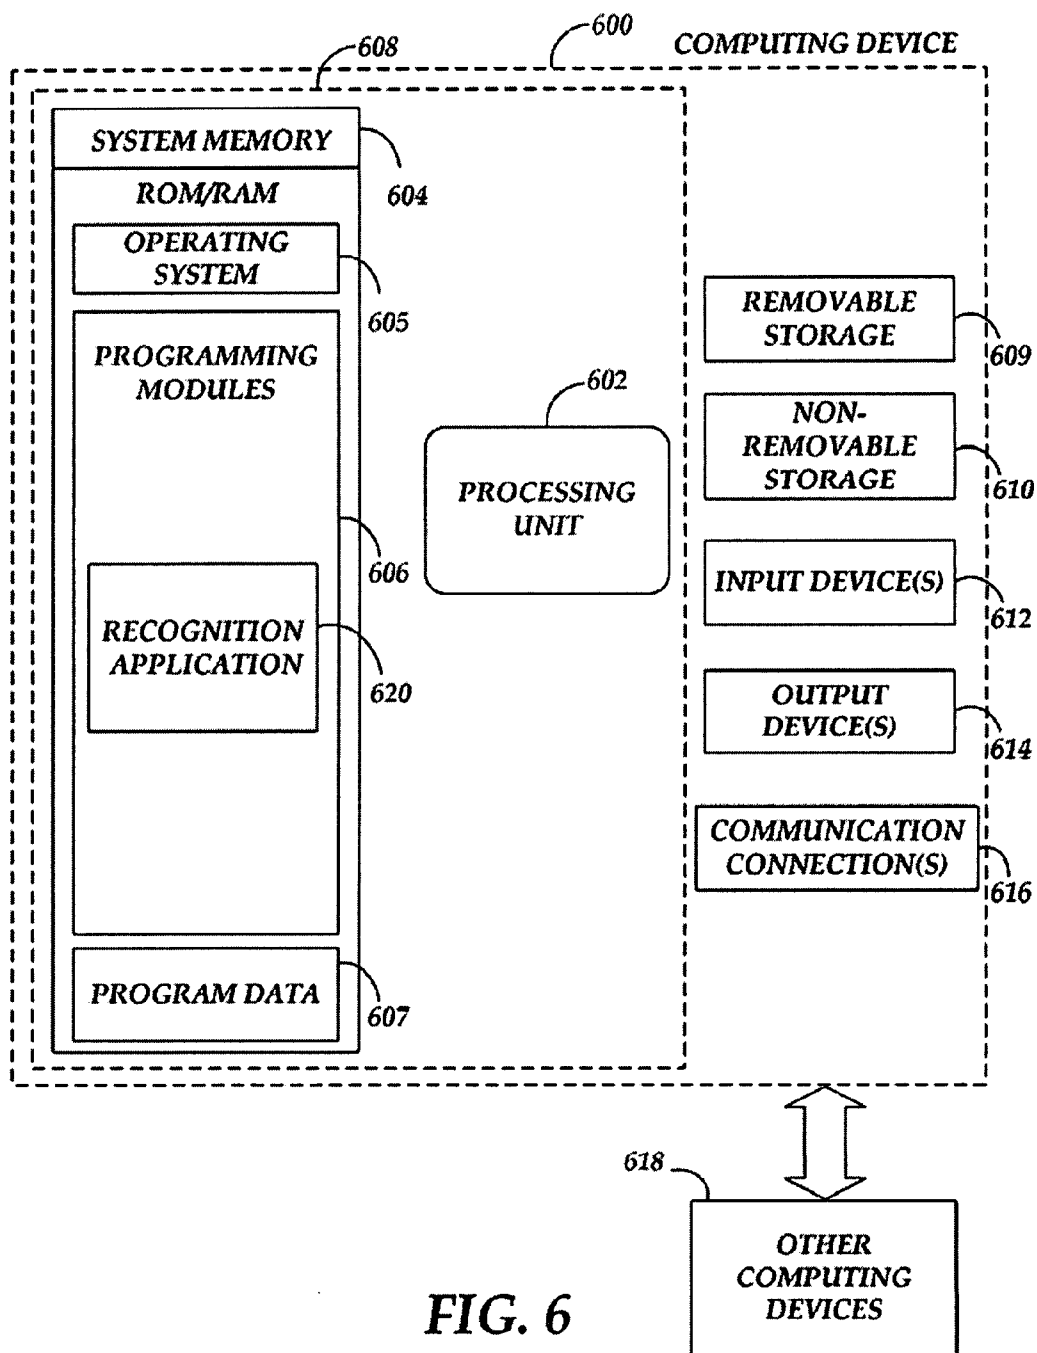 600
COMPUTING DEVICE
608
SYSTEM MEMORY
604
ROM/RAM
OPERATING
SYSTEM
605
PROGRAMMING
MODULES
606
RECOGNITION
APPLICATION
620
PROGRAM DATA
607
602
PROCESSING
UNIT
REMOVABLE
STORAGE
609
NON-
REMOVABLE
STORAGE
610
INPUT DEVICE(S)
612
OUTPUT
DEVICE(S)
614
COMMUNICATION
CONNECTION(S)
616
618
OTHER
COMPUTING
DEVICES
FIG. 6